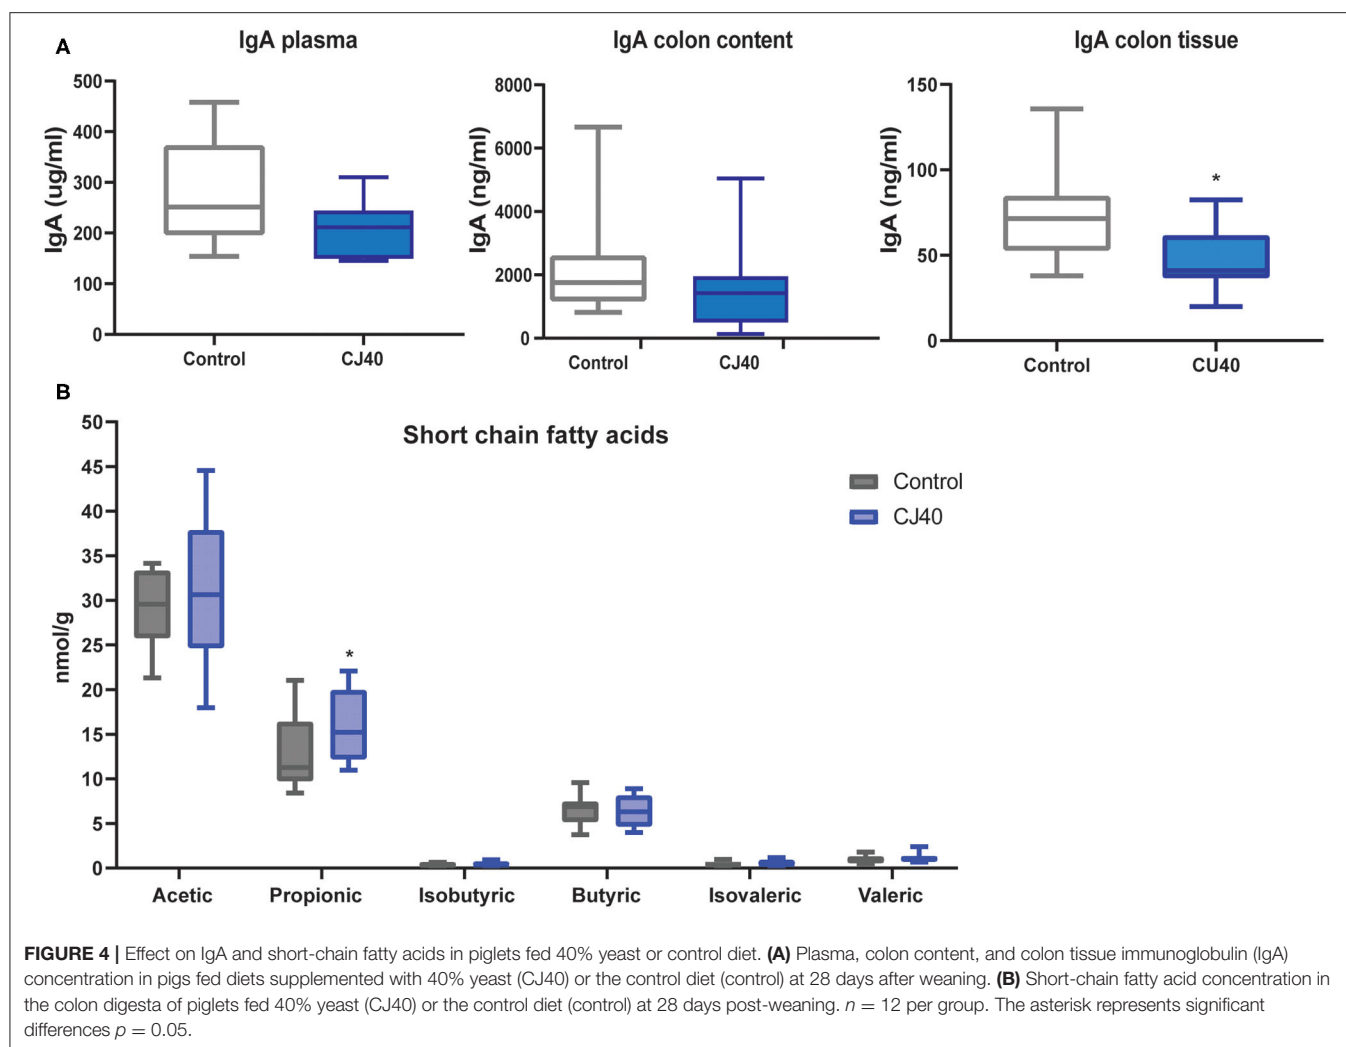 A
IgA plasma
IgA colon content
IgA colon tissue
IgA (ug/ml)
500
400
300
200
100
0
Control
CJ40
IgA (ng/ml)
8000
6000
4000
2000
0
Control
CJ40
IgA (ng/ml)
150
100
50
0
*
Control
CU40
B
Short chain fatty acids
nmol/g
50
45
40
35
30
25
20
15
10
5
0
*
Control
CJ40
Acetic
Propionic
Isobutyric
Butyric
Isovaleric
Valeric
FIGURE 4 | Effect on IgA and short-chain fatty acids in piglets fed 40% yeast or control diet. (A) Plasma, colon content, and colon tissue immunoglobulin (IgA)
concentration in pigs fed diets supplemented with 40% yeast (CJ40) or the control diet (control) at 28 days after weaning. (B) Short-chain fatty acid concentration in
the colon digesta of piglets fed 40% yeast (CJ40) or the control diet (control) at 28 days post-weaning. n = 12 per group. The asterisk represents significant
differences p = 0.05.